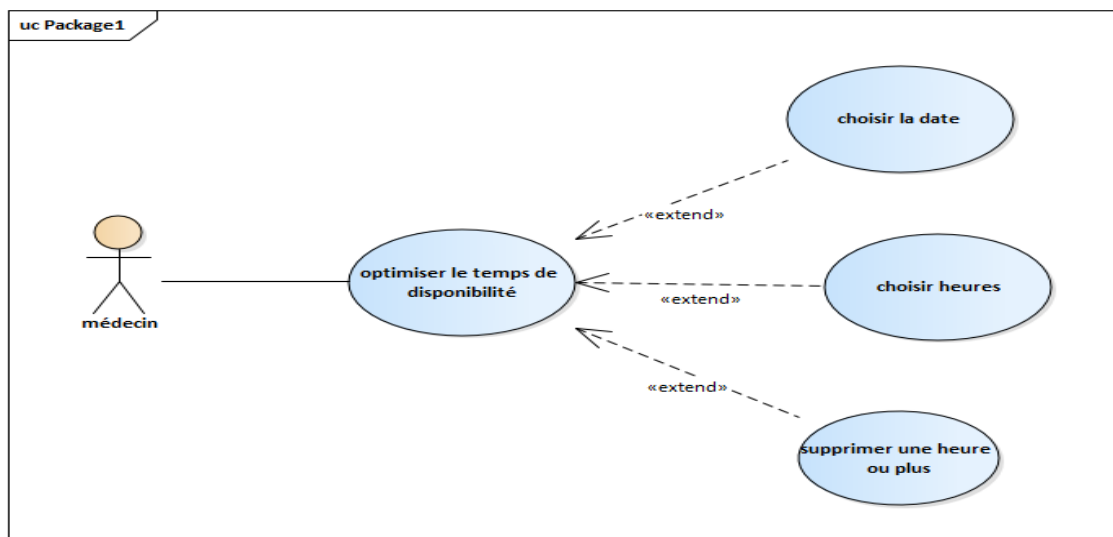 uc Package1
choisir la date
«extend»
optimiser le temps de
disponibilité
«extend»
choisir heures
médecin
«extend»
supprimer une heure
ou plus